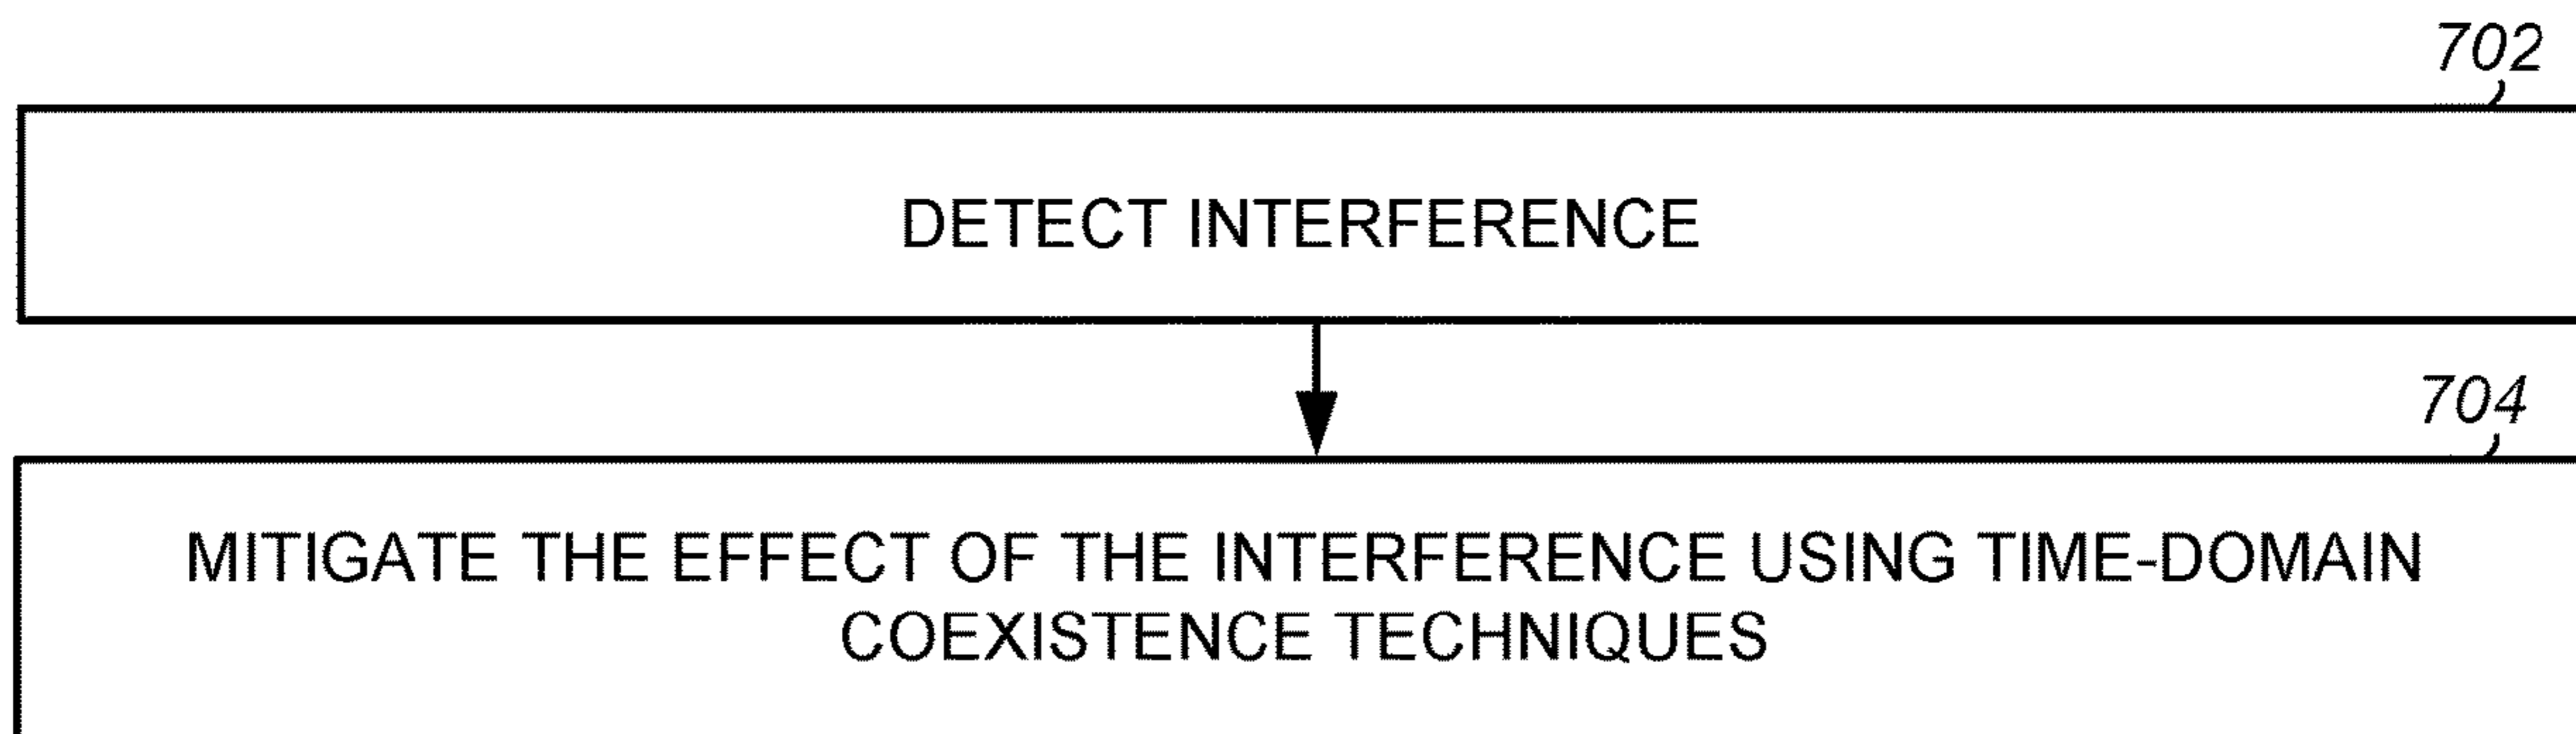 702
DETECT INTERFERENCE
704
MITIGATE THE EFFECT OF THE INTERFERENCE USING TIME-DOMAIN
COEXISTENCE TECHNIQUES